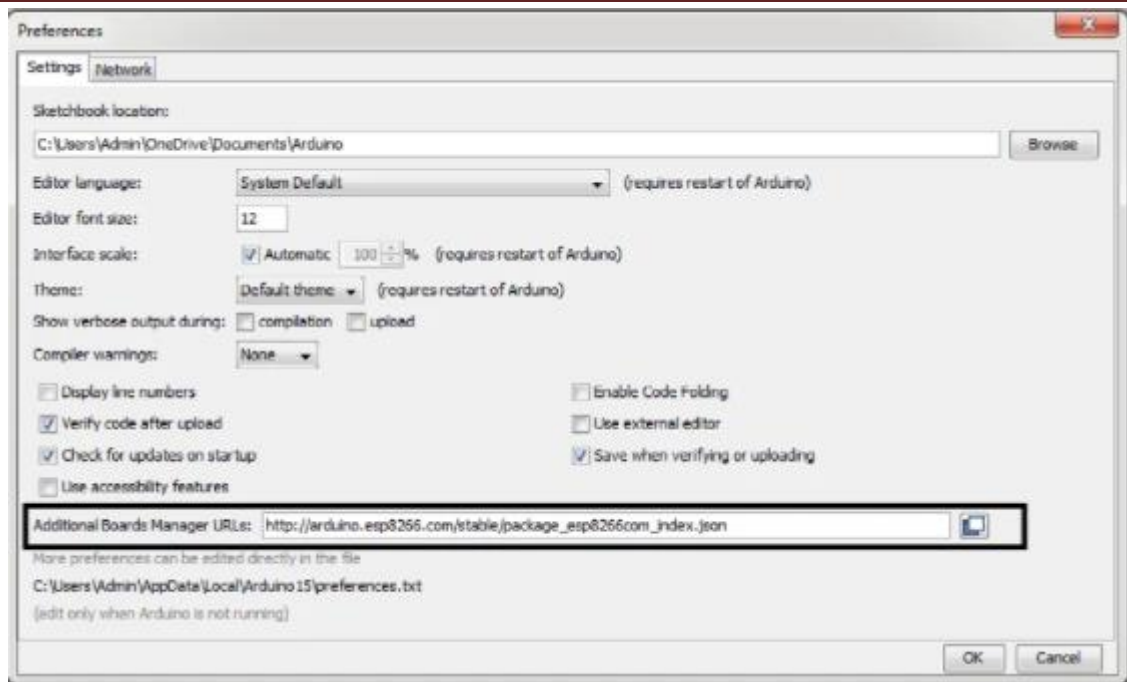 Preferences
Settings Network
Sketchbook location:
C:\Users\Admin\OneDrive\Documents\Arduino Browse
Editor language: System Default (requires restart of Arduino)
Editor font size: 12
Interface scale: Automatic 100 % (requires restart of Arduino)
Theme: Default theme (requires restart of Arduino)
Show verbose output during: compilation upload
Compiler warnings: None
Display line numbers Enable Code Folding
Verify code after upload Use external editor
Check for updates on startup Save when verifying or uploading
Use accessibility features
Additional Boards Manager URLs: http://arduino.esp8266.com/stable/package_esp8266com_index.json
More preferences can be edited directly in the file
C:\Users\Admin\AppData\Local\Arduino15\preferences.txt
(edit only when Arduino is not running)
OK Cancel